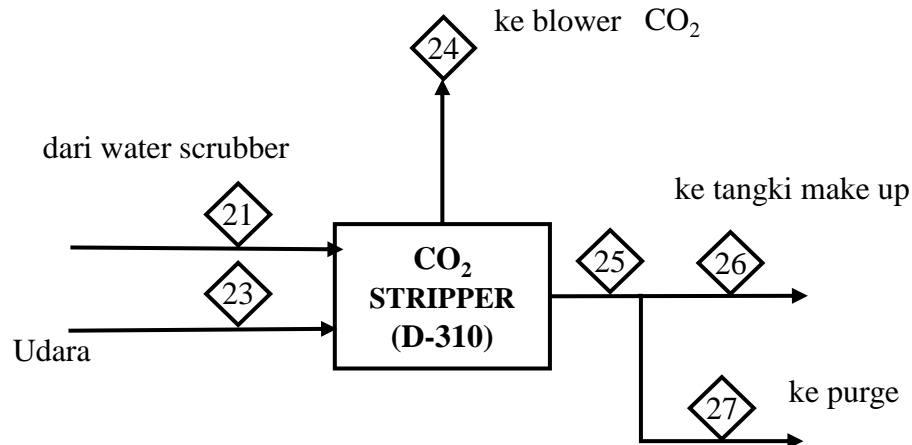 24
ke blower CO₂
dari water scrubber
21
23
Udara
CO₂
STRIPPER
(D-310)
25
ke tangki make up
26
ke purge
27